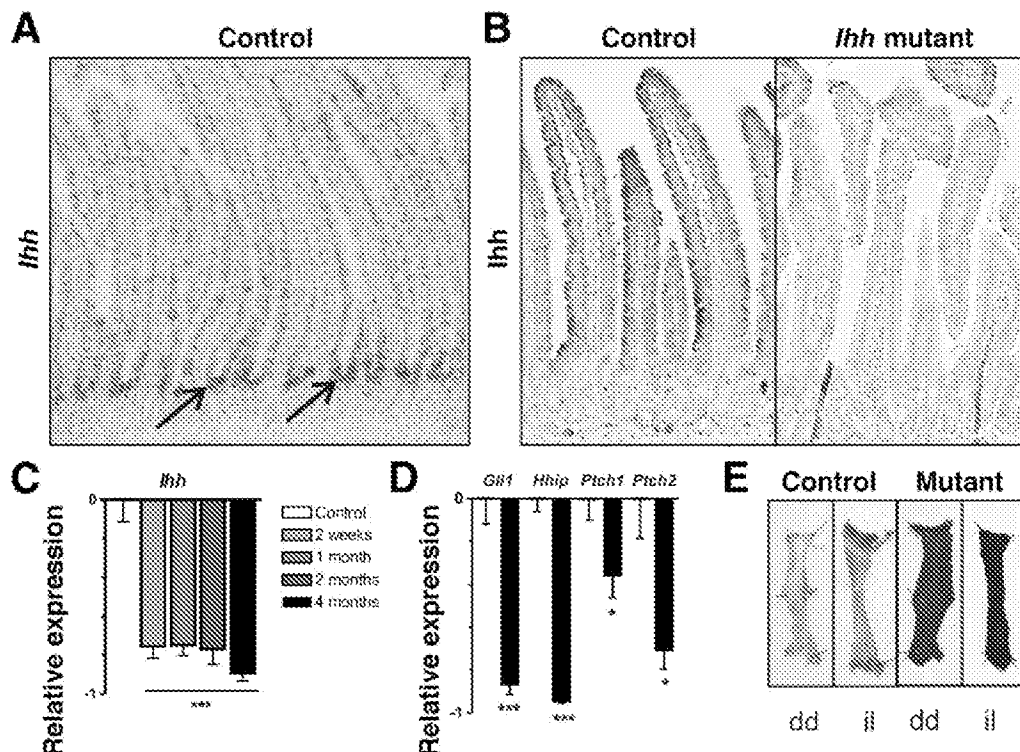 A
Control
Ihh
B
Control
Ihh mutant
Ihh
C
Ihh
0
-1
Relative expression
Control
2 weeks
1 month
2 months
4 months
***
D
Gli1 Hhip Ptch1 Ptch2
0
Relative expression
***
***
*
*
E
Control Mutant
dd il dd il